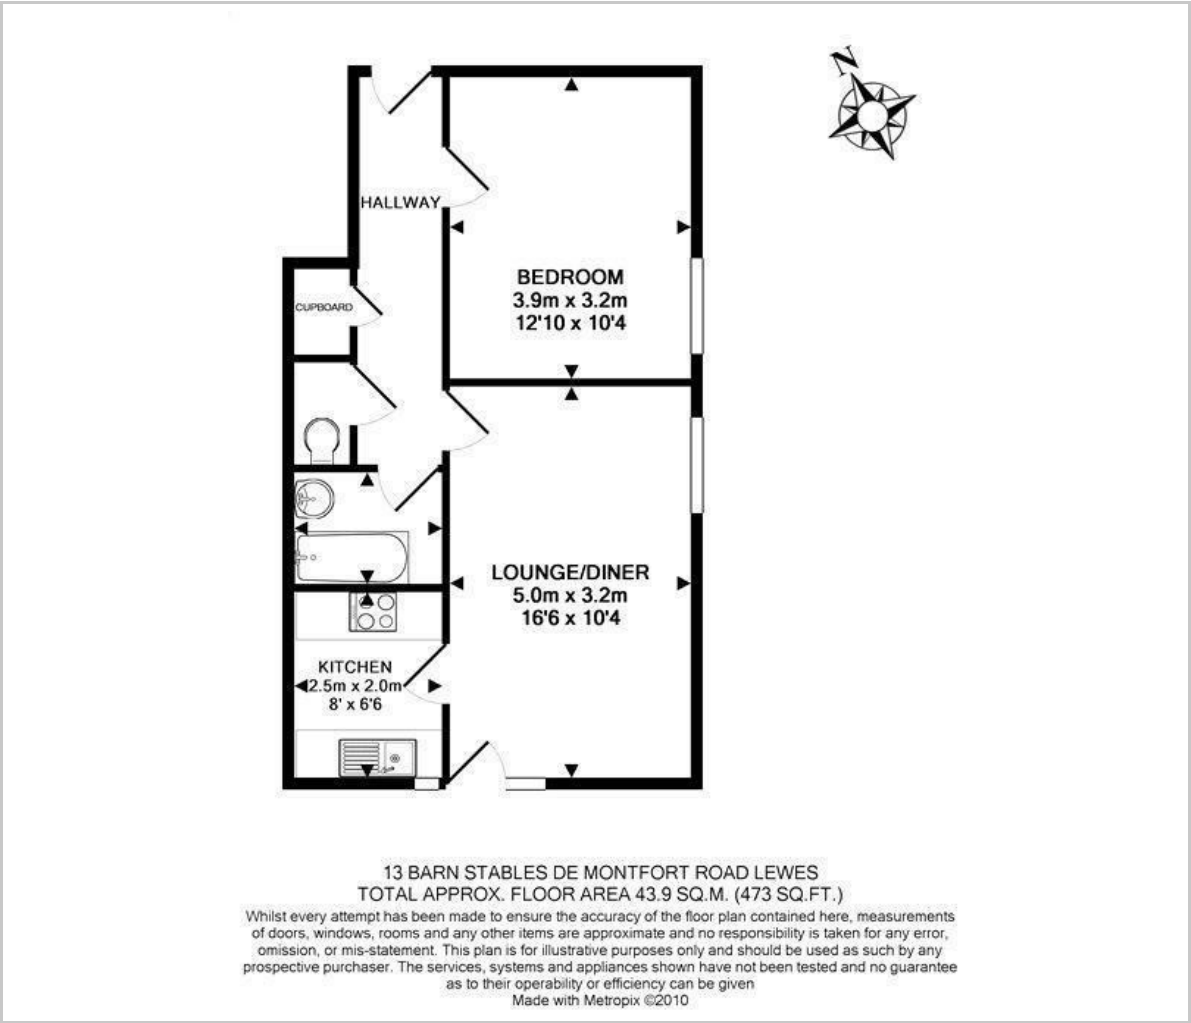 N
HALLWAY
BEDROOM
3.9m x 3.2m
12'10 x 10'4
CUPBOARD
LOUNGE/DINER
5.0m x 3.2m
16'6 x 10'4
KITCHEN
2.5m x 2.0m
8' x 6'6
13 BARN STABLES DE MONTFORT ROAD LEWES
TOTAL APPROX. FLOOR AREA 43.9 SQ.M. (473 SQ.FT.)
Whilst every attempt has been made to ensure the accuracy of the floor plan contained here, measurements
of doors, windows, rooms and any other items are approximate and no responsibility is taken for any error,
omission, or mis-statement. This plan is for illustrative purposes only and should be used as such by any
prospective purchaser. The services, systems and appliances shown have not been tested and no guarantee
as to their operability or efficiency can be given
Made with Metropix ©2010